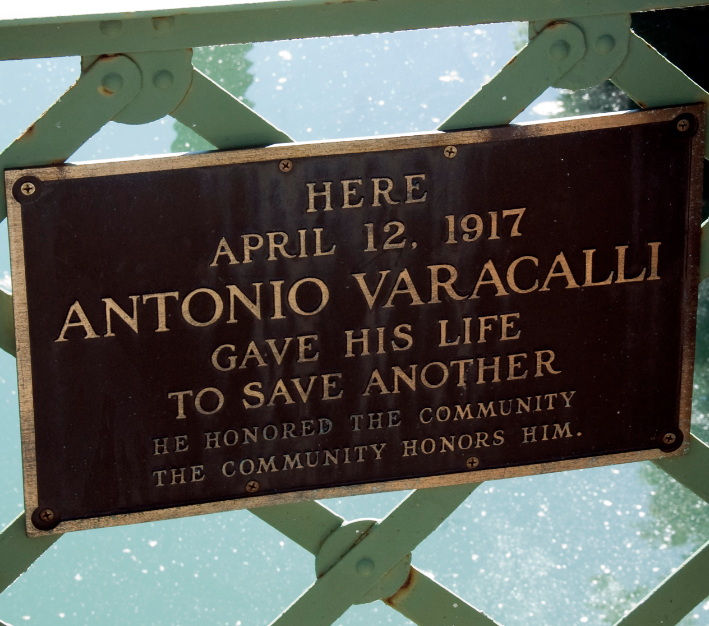 HERE
APRIL 12, 1917
ANTONIO VARACALLI
GAVE HIS LIFE
TO SAVE ANOTHER
HE HONORED THE COMMUNITY
THE COMMUNITY HONORS HIM.